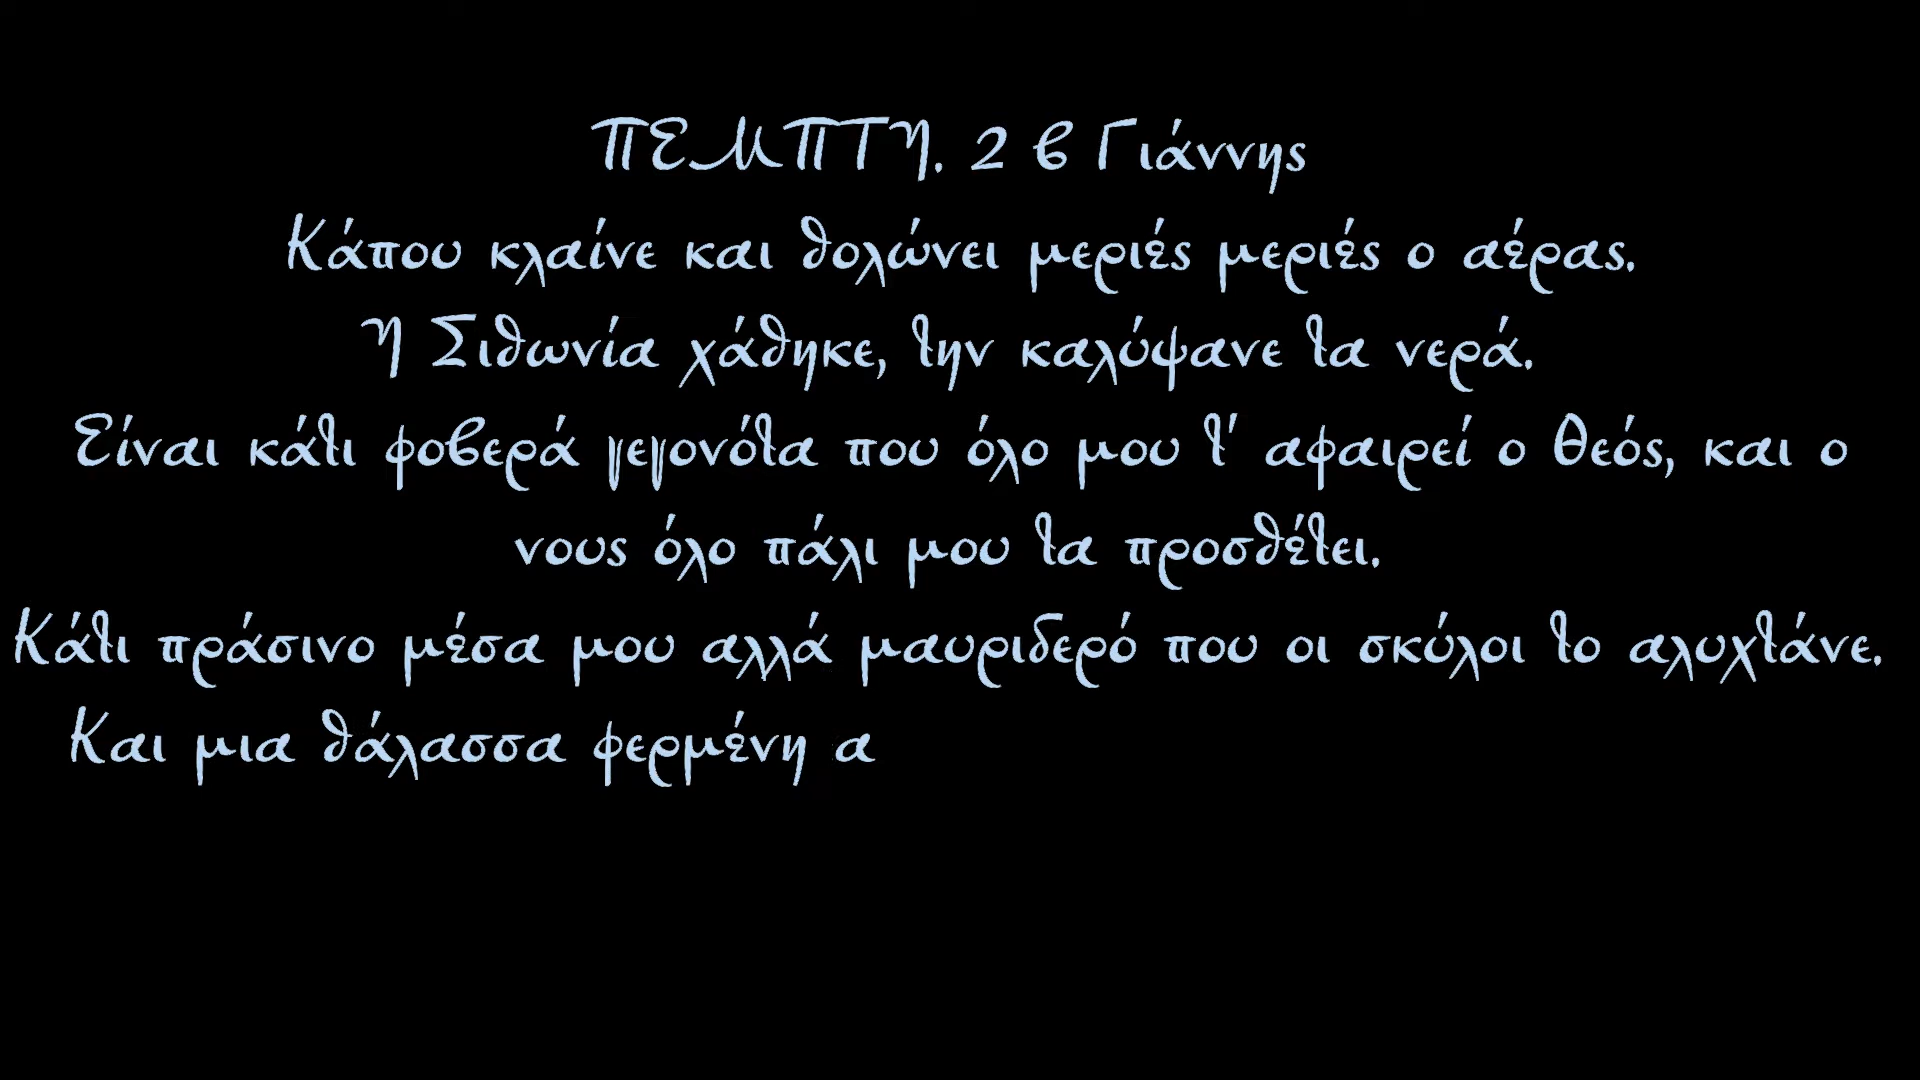 ΠΕΜΠΤΗ. 2 β Γιάννης
Κάπου κλαίνε και θολώνει μεριές μεριές ο αέρας.
Η Σιθωνία χάθηκε, την καλύψανε τα νερά.
Είναι κάτι φοβερά γεγονότα που όλο μου τ' αφαιρεί ο Θεός, και ο
νους όλο πάλι μου τα προσθέτει.
Κάτι πράσινο μέσα μου αλλά μαυριδερό που οι σκύλοι το αλυχτάνε.
Και μια θάλασσα φερμένη α